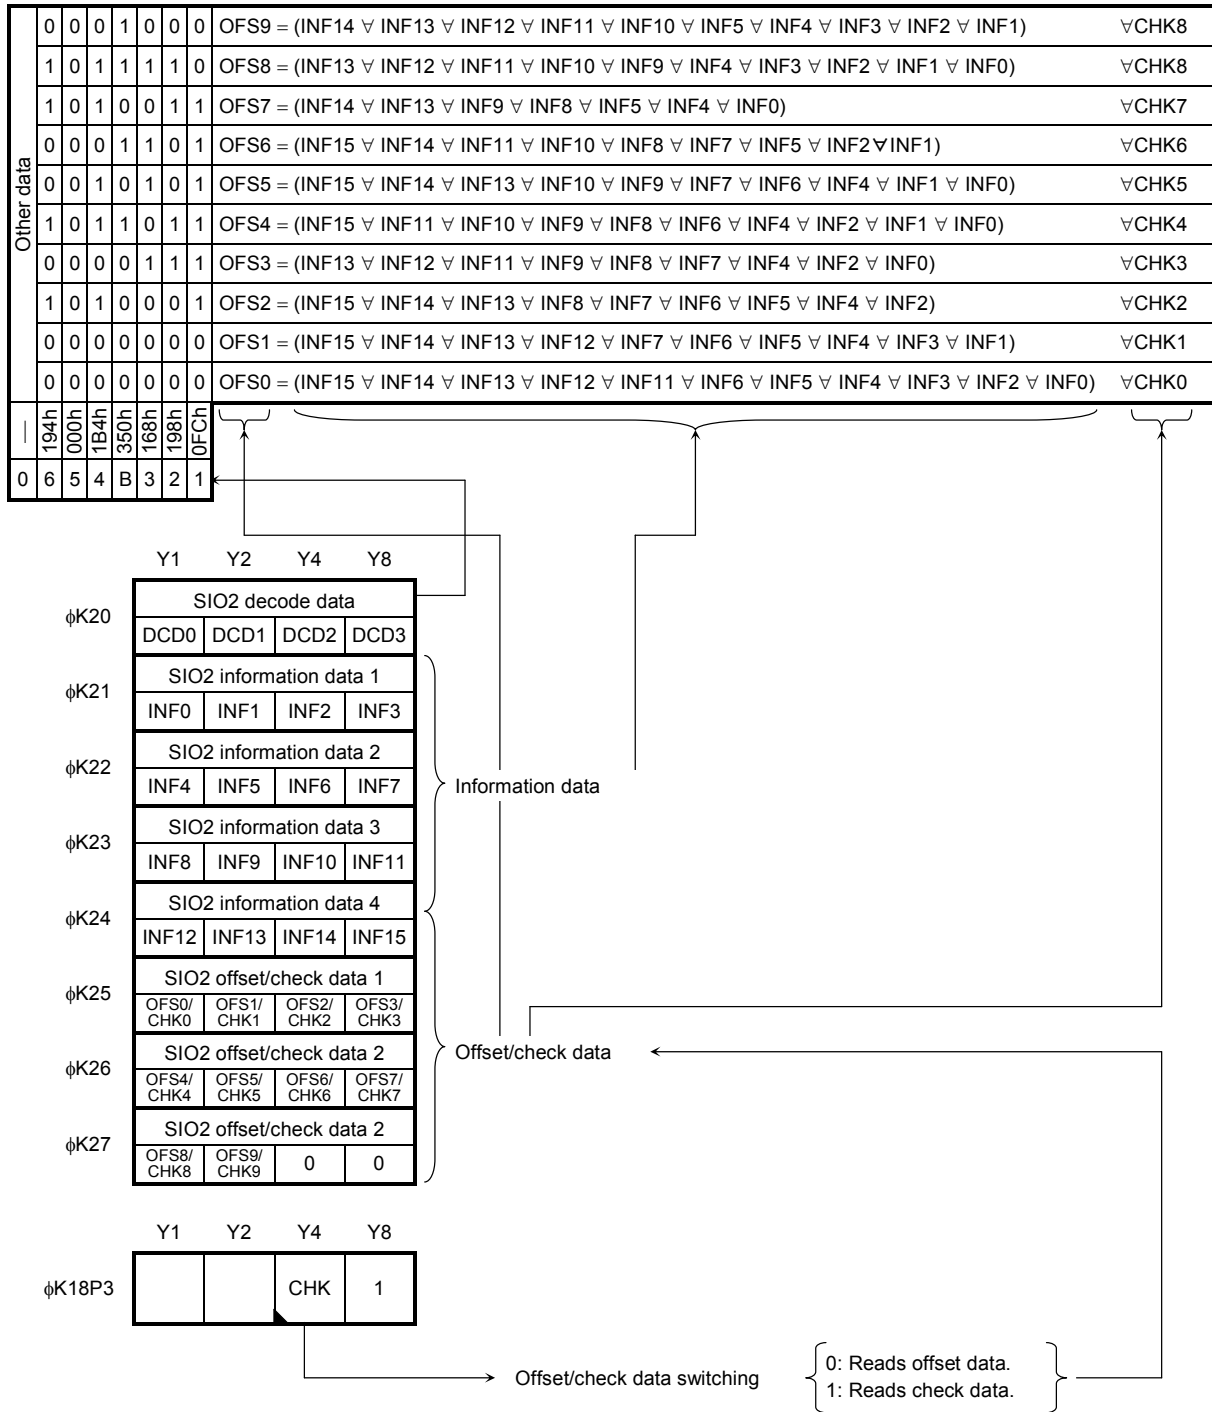 Other data
0 0 0 1 0 0 0 OFS9 = (INF14 ∀ INF13 ∀ INF12 ∀ INF11 ∀ INF10 ∀ INF5 ∀ INF4 ∀ INF3 ∀ INF2 ∀ INF1) ∀CHK8
1 0 1 1 1 1 0 OFS8 = (INF13 ∀ INF12 ∀ INF11 ∀ INF10 ∀ INF9 ∀ INF4 ∀ INF3 ∀ INF2 ∀ INF1 ∀ INF0) ∀CHK8
1 0 1 0 0 1 1 OFS7 = (INF14 ∀ INF13 ∀ INF9 ∀ INF8 ∀ INF5 ∀ INF4 ∀ INF0) ∀CHK7
0 0 0 1 1 0 1 OFS6 = (INF15 ∀ INF14 ∀ INF11 ∀ INF10 ∀ INF8 ∀ INF7 ∀ INF5 ∀ INF2∀INF1) ∀CHK6
0 0 1 0 1 0 1 OFS5 = (INF15 ∀ INF14 ∀ INF13 ∀ INF10 ∀ INF9 ∀ INF7 ∀ INF6 ∀ INF4 ∀ INF1 ∀ INF0) ∀CHK5
1 0 1 1 0 1 1 OFS4 = (INF15 ∀ INF11 ∀ INF10 ∀ INF9 ∀ INF8 ∀ INF6 ∀ INF4 ∀ INF2 ∀ INF1 ∀ INF0) ∀CHK4
0 0 0 0 1 1 1 OFS3 = (INF13 ∀ INF12 ∀ INF11 ∀ INF9 ∀ INF8 ∀ INF7 ∀ INF4 ∀ INF2 ∀ INF0) ∀CHK3
1 0 1 0 0 0 1 OFS2 = (INF15 ∀ INF14 ∀ INF13 ∀ INF8 ∀ INF7 ∀ INF6 ∀ INF5 ∀ INF4 ∀ INF2) ∀CHK2
0 0 0 0 0 0 0 OFS1 = (INF15 ∀ INF14 ∀ INF13 ∀ INF12 ∀ INF7 ∀ INF6 ∀ INF5 ∀ INF4 ∀ INF3 ∀ INF1) ∀CHK1
0 0 0 0 0 0 0 OFS0 = (INF15 ∀ INF14 ∀ INF13 ∀ INF12 ∀ INF11 ∀ INF6 ∀ INF5 ∀ INF4 ∀ INF3 ∀ INF2 ∀ INF0) ∀CHK0
— 194h 000h 1B4h 350h 168h 198h 0FCh
0 6 5 4 B 3 2 1
Y1 Y2 Y4 Y8
φK20
SIO2 decode data
DCD0 DCD1 DCD2 DCD3
φK21
SIO2 information data 1
INF0 INF1 INF2 INF3
φK22
SIO2 information data 2
INF4 INF5 INF6 INF7
Information data
φK23
SIO2 information data 3
INF8 INF9 INF10 INF11
φK24
SIO2 information data 4
INF12 INF13 INF14 INF15
φK25
SIO2 offset/check data 1
OFS0/ OFS1/ OFS2/ OFS3/
CHK0 CHK1 CHK2 CHK3
Offset/check data
φK26
SIO2 offset/check data 2
OFS4/ OFS5/ OFS6/ OFS7/
CHK4 CHK5 CHK6 CHK7
φK27
SIO2 offset/check data 2
OFS8/ OFS9/ 0 0
CHK8 CHK9
Y1 Y2 Y4 Y8
φK18P3 CHK 1
Offset/check data switching
0: Reads offset data.
1: Reads check data.